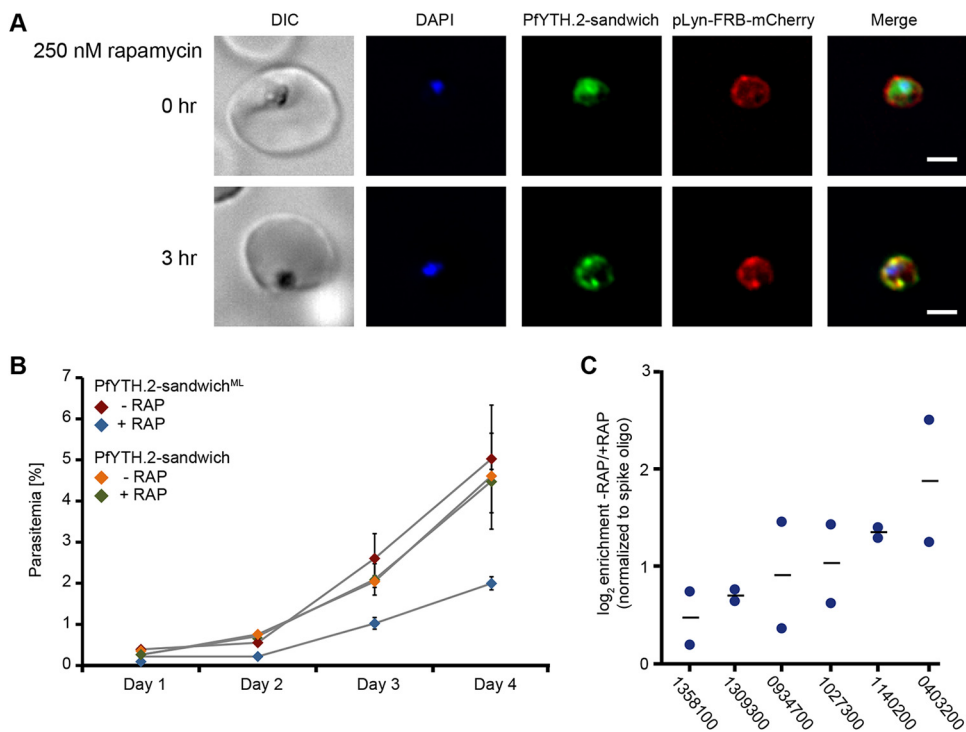 A
DIC
DAPI
PfYTH.2-sandwich
pLyn-FRB-mCherry
Merge
250 nM rapamycin
0 hr
3 hr
B
PfYTH.2-sandwichᴹᴸ
- RAP
+ RAP
PfYTH.2-sandwich
- RAP
+ RAP
Parasitemia [%]
7
6
5
4
3
2
1
0
Day 1
Day 2
Day 3
Day 4
C
log₂ enrichment -RAP/+RAP
(normalized to spike oligo)
3
2
1
0
1358100
1309300
0934700
1027300
1140200
0403200